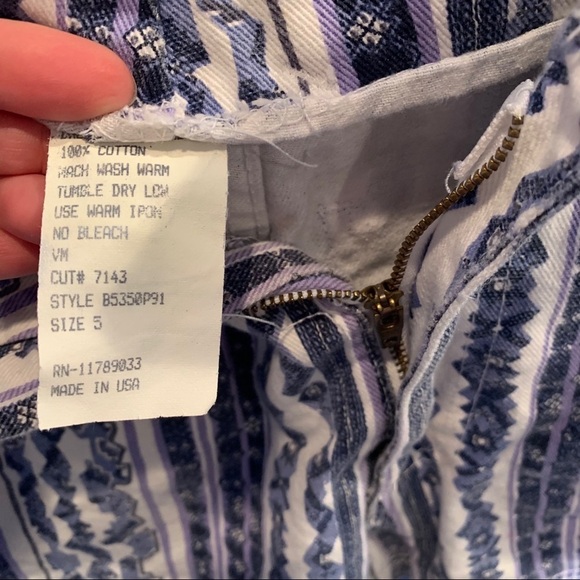 100% COTTON
MACH WASH WARM
TUMBLE DRY LOW
USE WARM IRON
NO BLEACH
VM
CUT# 7143
STYLE B5350P91
SIZE 5
RN-11789033
MADE IN USA